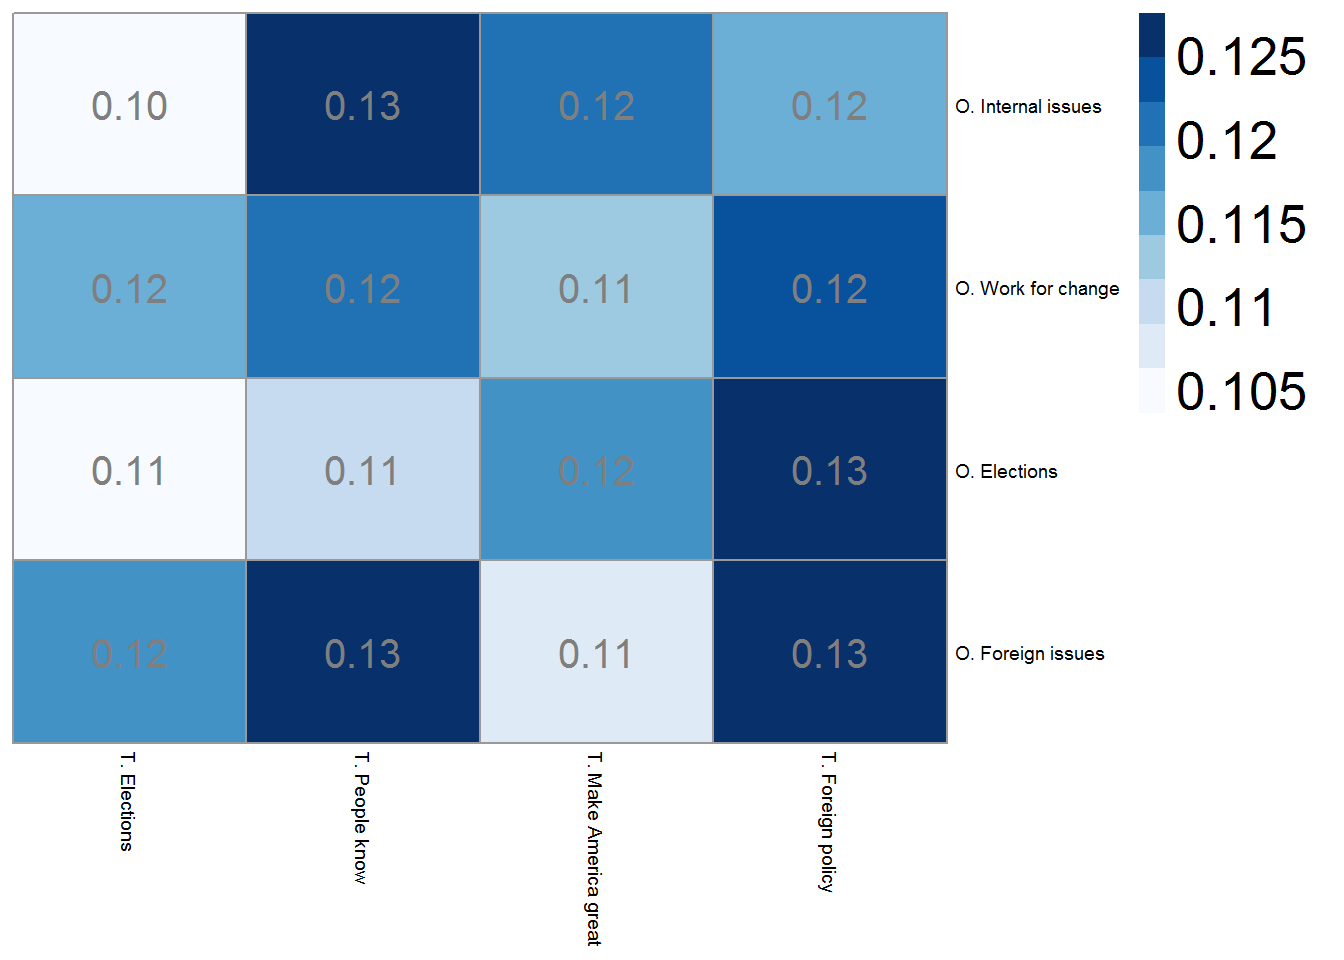 0.10 0.13 0.12 0.12 O. Internal issues
0.12 0.12 0.11 0.12 O. Work for change
0.11 0.11 0.12 0.13 O. Elections
0.12 0.13 0.11 0.13 O. Foreign issues
T. Elections
T. People know
T. Make America great
T. Foreign policy
0.125
0.12
0.115
0.11
0.105